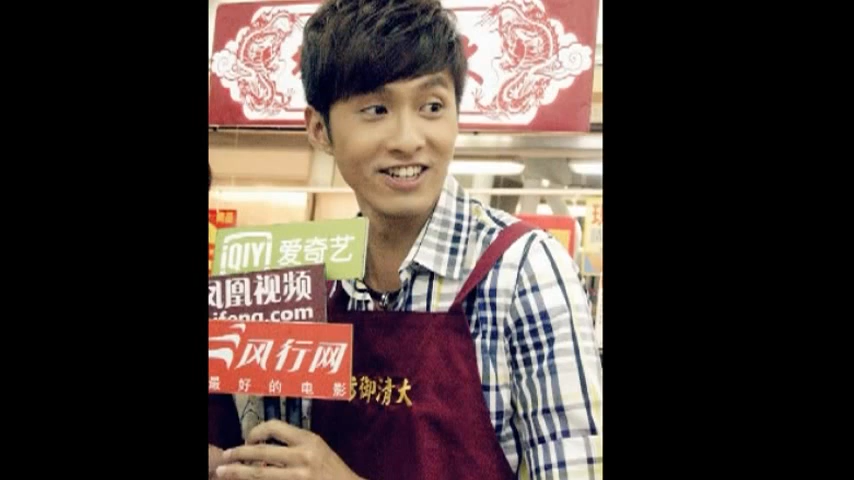 iQIYI 爱奇艺
凤凰视频
ifeng.com
风行网
最好的电影
大清御